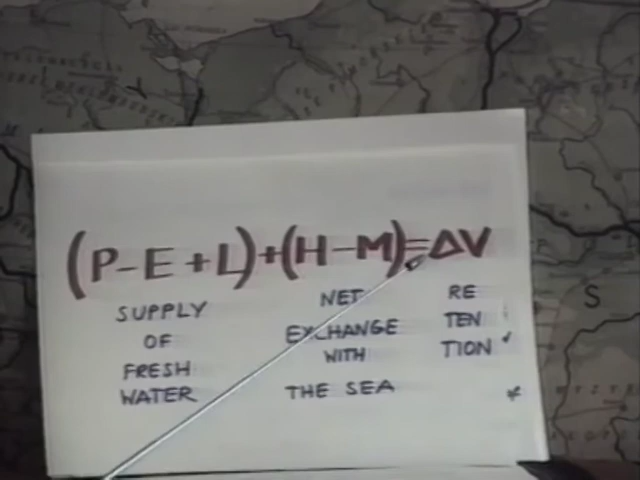 (P-E+L)+(H-M)=ΔV
SUPPLY
OF
FRESH
WATER
NET
EXCHANGE
WITH
THE SEA
RE
TEN
TION
S